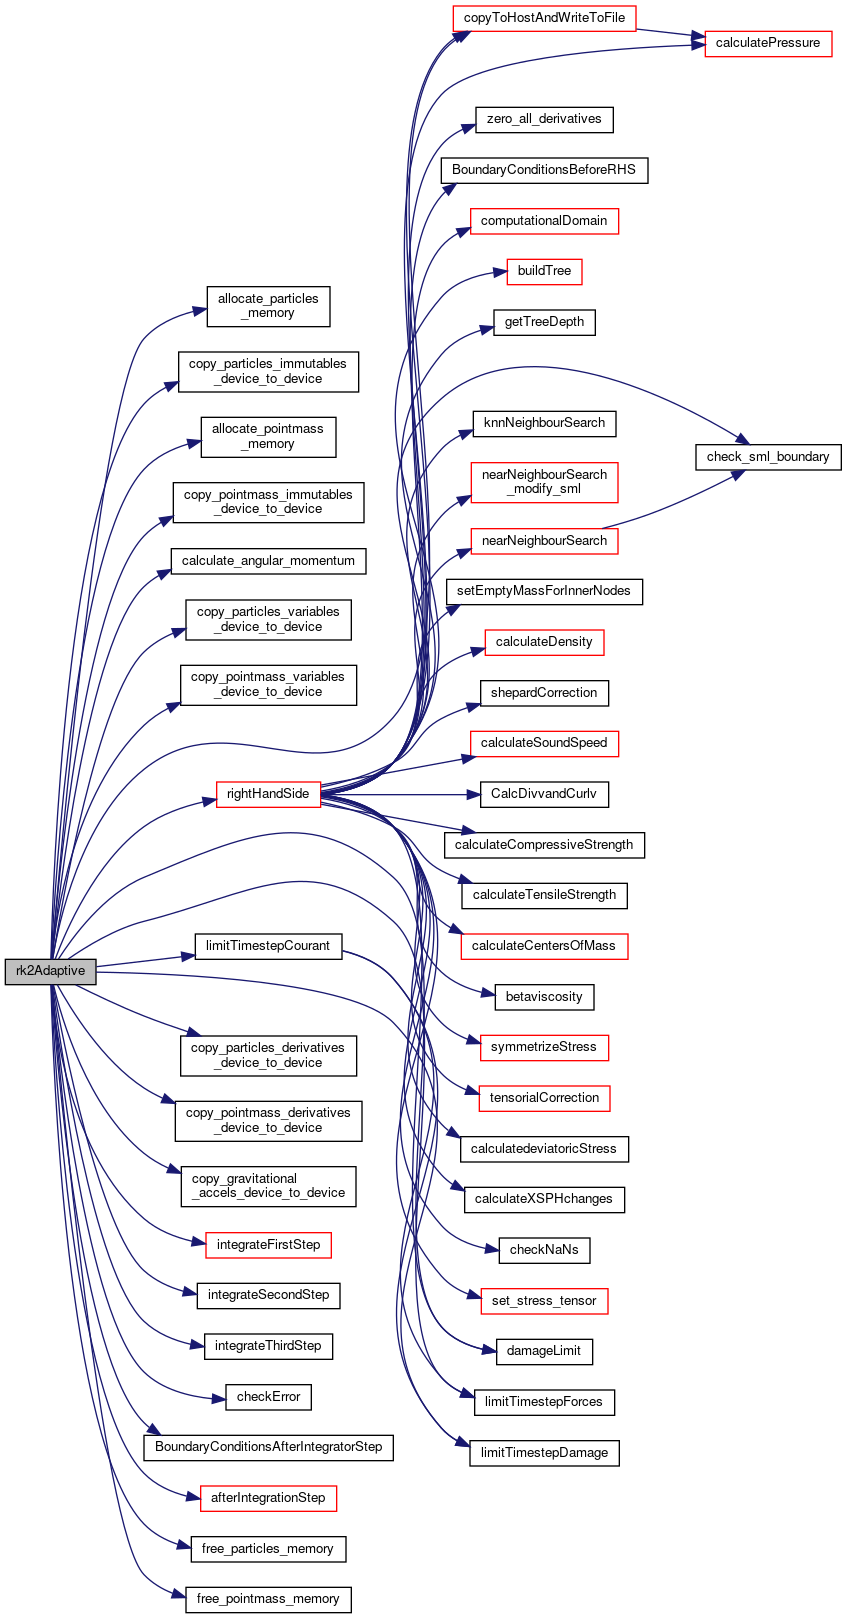 rk2Adaptive
allocate_particles
_memory
copy_particles_immutables
_device_to_device
allocate_pointmass
_memory
copy_pointmass_immutables
_device_to_device
calculate_angular_momentum
copy_particles_variables
_device_to_device
copy_pointmass_variables
_device_to_device
rightHandSide
limitTimestepCourant
copy_particles_derivatives
_device_to_device
copy_pointmass_derivatives
_device_to_device
copy_gravitational
_accels_device_to_device
integrateFirstStep
integrateSecondStep
integrateThirdStep
checkError
BoundaryConditionsAfterIntegratorStep
afterIntegrationStep
free_particles_memory
free_pointmass_memory
copyToHostAndWriteToFile
zero_all_derivatives
BoundaryConditionsBeforeRHS
computationalDomain
buildTree
getTreeDepth
knnNeighbourSearch
nearNeighbourSearch
_modify_sml
nearNeighbourSearch
setEmptyMassForInnerNodes
calculateDensity
shepardCorrection
calculateSoundSpeed
CalcDivvandCurlv
calculateCompressiveStrength
calculateTensileStrength
calculateCentersOfMass
betaviscosity
symmetrizeStress
tensorialCorrection
calculatedeviatoricStress
calculateXSPHchanges
checkNaNs
set_stress_tensor
damageLimit
limitTimestepForces
limitTimestepDamage
calculatePressure
check_sml_boundary